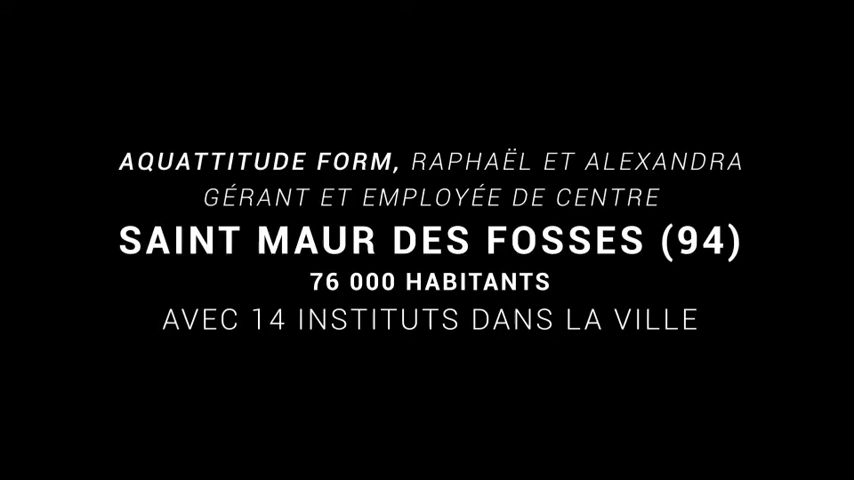 AQUATTITUDE FORM, RAPHAËL ET ALEXANDRA
GÉRANT ET EMPLOYÉE DE CENTRE
SAINT MAUR DES FOSSES (94)
76 000 HABITANTS
AVEC 14 INSTITUTS DANS LA VILLE